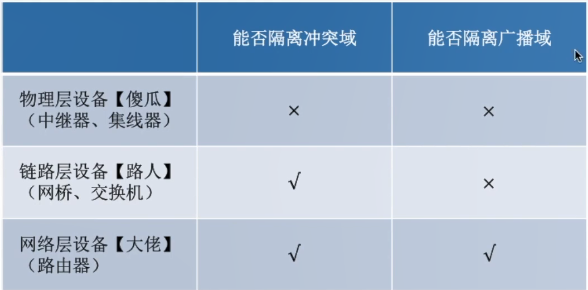 能否隔离冲突域
能否隔离广播域
物理层设备【傻瓜】
（中继器、集线器）
×
×
链路层设备【路人】
（网桥、交换机）
√
×
网络层设备【大佬】
（路由器）
√
√